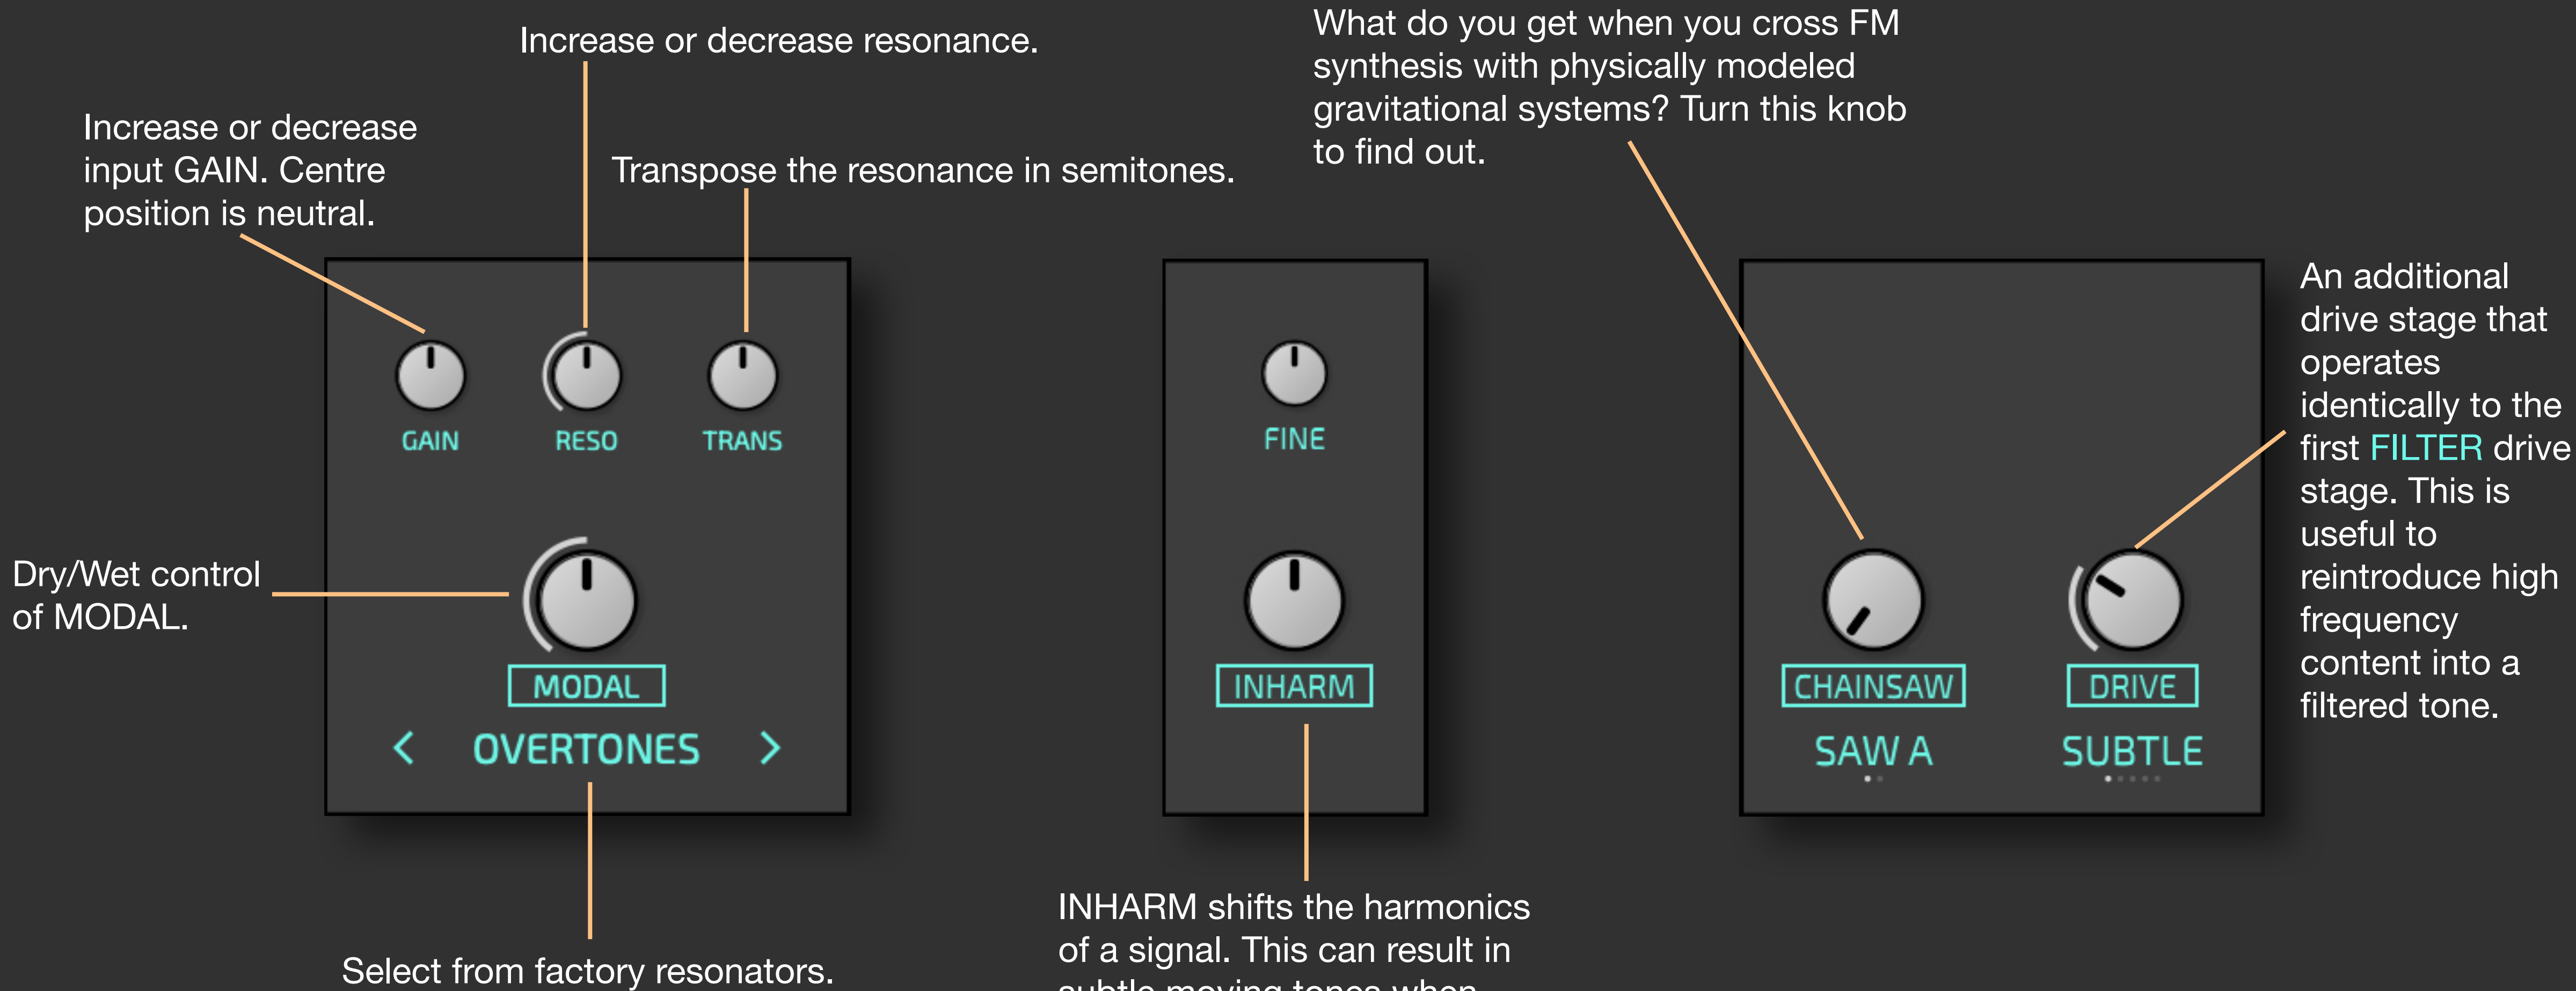 Increase or decrease resonance.
Increase or decrease
input GAIN. Centre
position is neutral.
Transpose the resonance in semitones.
What do you get when you cross FM
synthesis with physically modeled
gravitational systems? Turn this knob
to find out.
GAIN
RESO
TRANS
Dry/Wet control
of MODAL.
MODAL
< OVERTONES >
Select from factory resonators.
FINE
INHARM
INHARM shifts the harmonics
of a signal. This can result in
subtle moving tones when
CHAINSAW
SAW A
DRIVE
SUBTLE
An additional
drive stage that
operates
identically to the
first FILTER drive
stage. This is
useful to
reintroduce high
frequency
content into a
filtered tone.